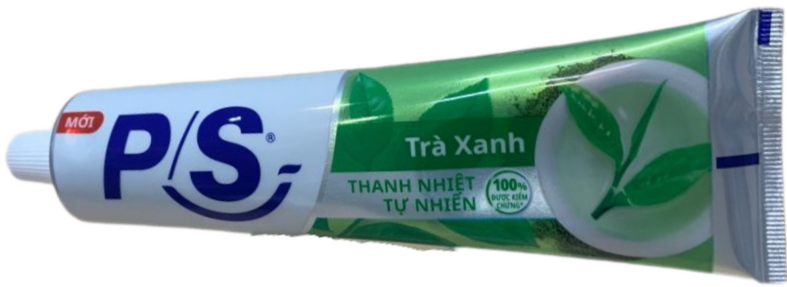 MỚI
P/S®
Trà Xanh
THANH NHIỆT
TỰ NHIÊN
100%
ĐƯỢC KIỂM
CHỨNG*